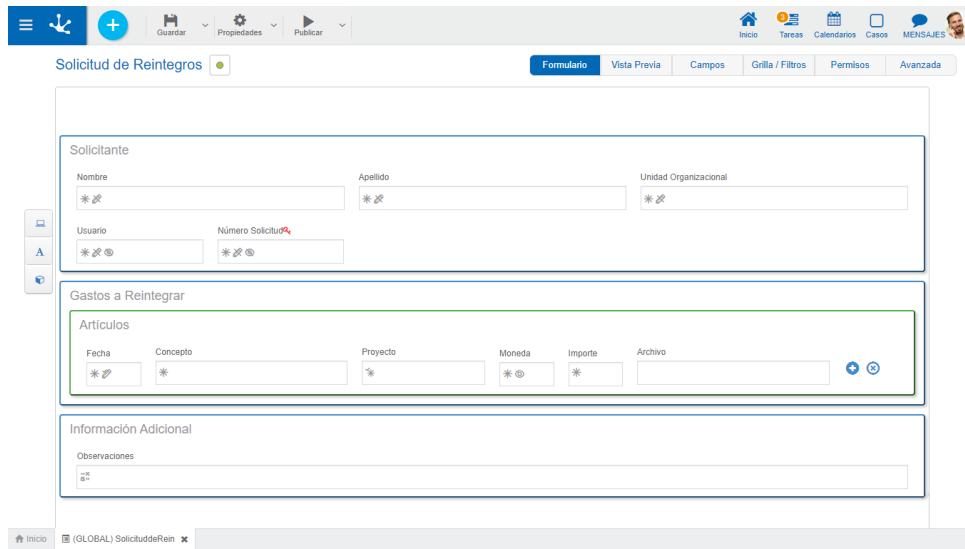 Guardar
Propiedades
Publicar
Inicio
3
Tareas
Calendarios
Casos
MENSAJES
Solicitud de Reintegros
Formulario
Vista Previa
Campos
Grilla / Filtros
Permisos
Avanzada
Solicitante
Nombre
Apellido
Unidad Organizacional
Usuario
Número Solicitud
A
Gastos a Reintegrar
Artículos
Fecha
Concepto
Proyecto
Moneda
Importe
Archivo
Información Adicional
Observaciones
Inicio
(GLOBAL) SolicituddeRein